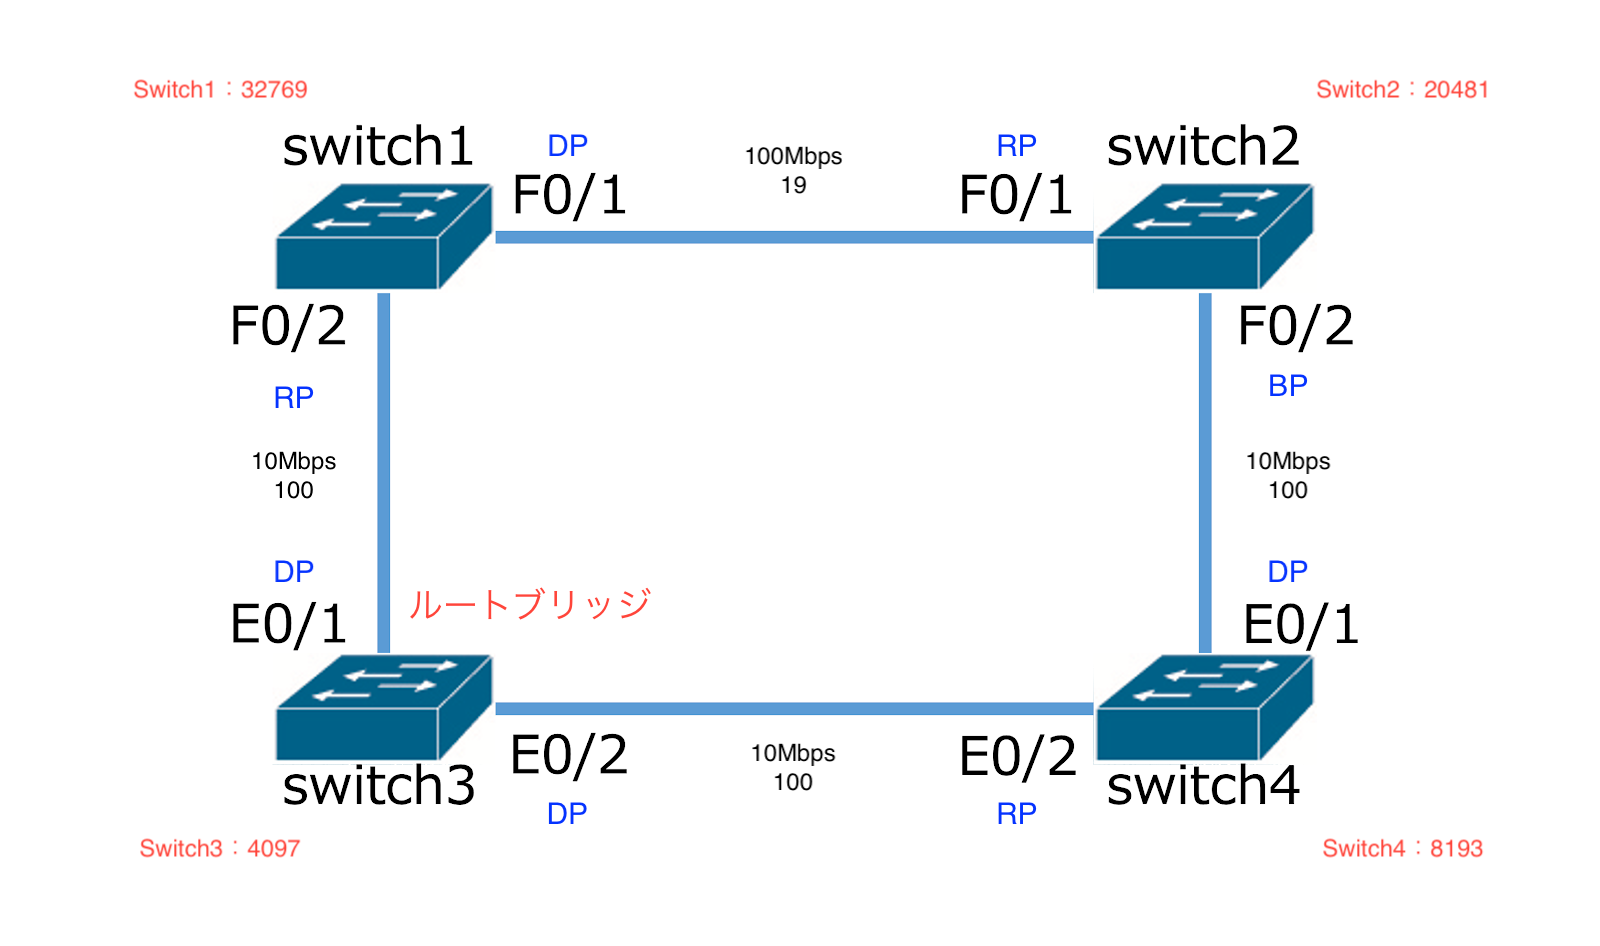 Switch1：32769
Switch2：20481
switch1
DP
100Mbps
RP
switch2
F0/1
19
F0/1
F0/2
F0/2
RP
BP
10Mbps
10Mbps
100
100
DP
DP
E0/1
ルートブリッジ
E0/1
E0/2
10Mbps
E0/2
switch3
100
switch4
DP
RP
Switch3：4097
Switch4：8193